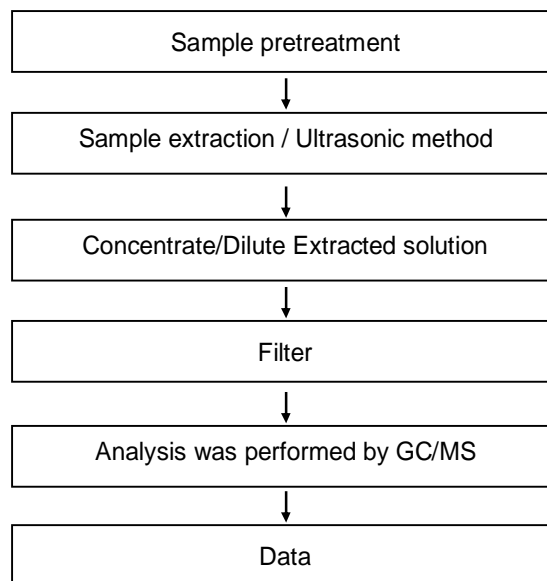 Sample pretreatment
Sample extraction / Ultrasonic method
Concentrate/Dilute Extracted solution
Filter
Analysis was performed by GC/MS
Data